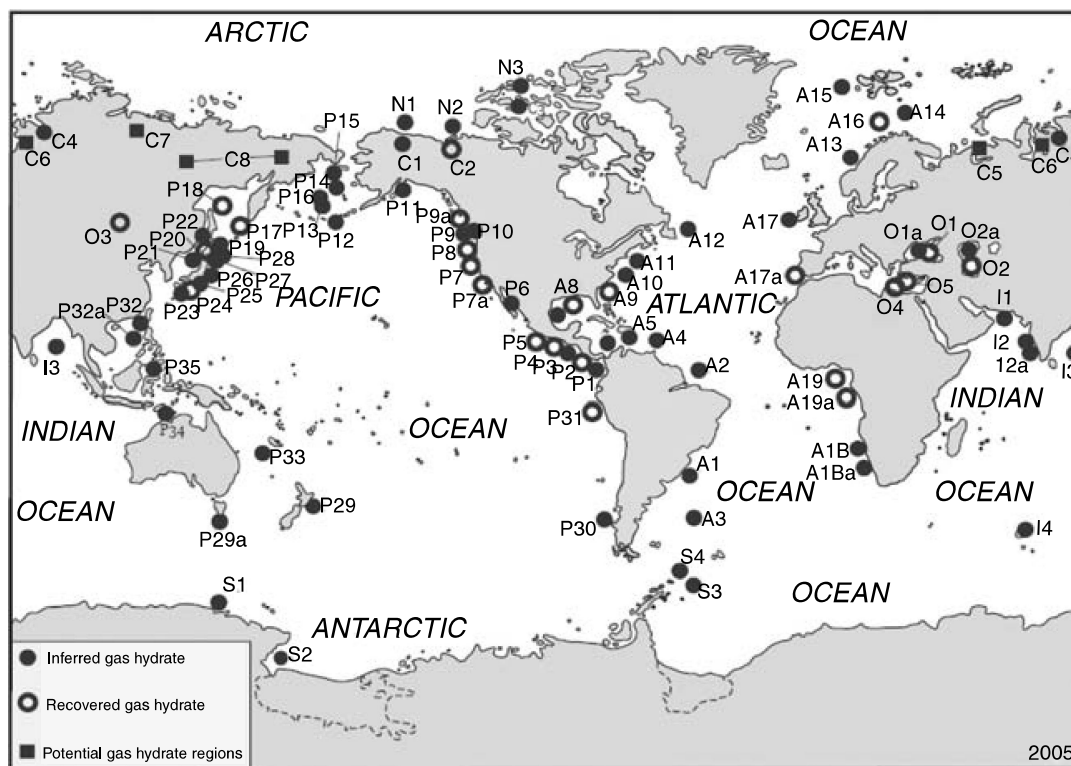 ARCTIC
OCEAN
N3
A15
N1
N2
P15
A14
A16
C4
C7
C6
C8
C1
C2
A13
C5
C6
C
P14
P18
P16
P11
P9a
P22
P17
P13
P12
P9
P10
A12
A17
O1
O1a
O2a
O3
P20
P19
P21
P28
P8
A11
P26
P27
P7
A10
A17a
O2
P25
PACIFIC
P24
P23
P7a
P6
A8
A9
ATLANTIC
O4
O5
P32a
P32
I1
A5
A4
I2
12a
I3
I3
P35
P5
P4
P3
P2
P1
A2
A19
A19a
INDIAN
P34
OCEAN
P31
INDIAN
P33
A1B
A1Ba
A1
OCEAN
P29
OCEAN
OCEAN
P29a
P30
A3
I4
S4
S3
OCEAN
S1
ANTARCTIC
S2
Inferred gas hydrate
Recovered gas hydrate
Potential gas hydrate regions
2005